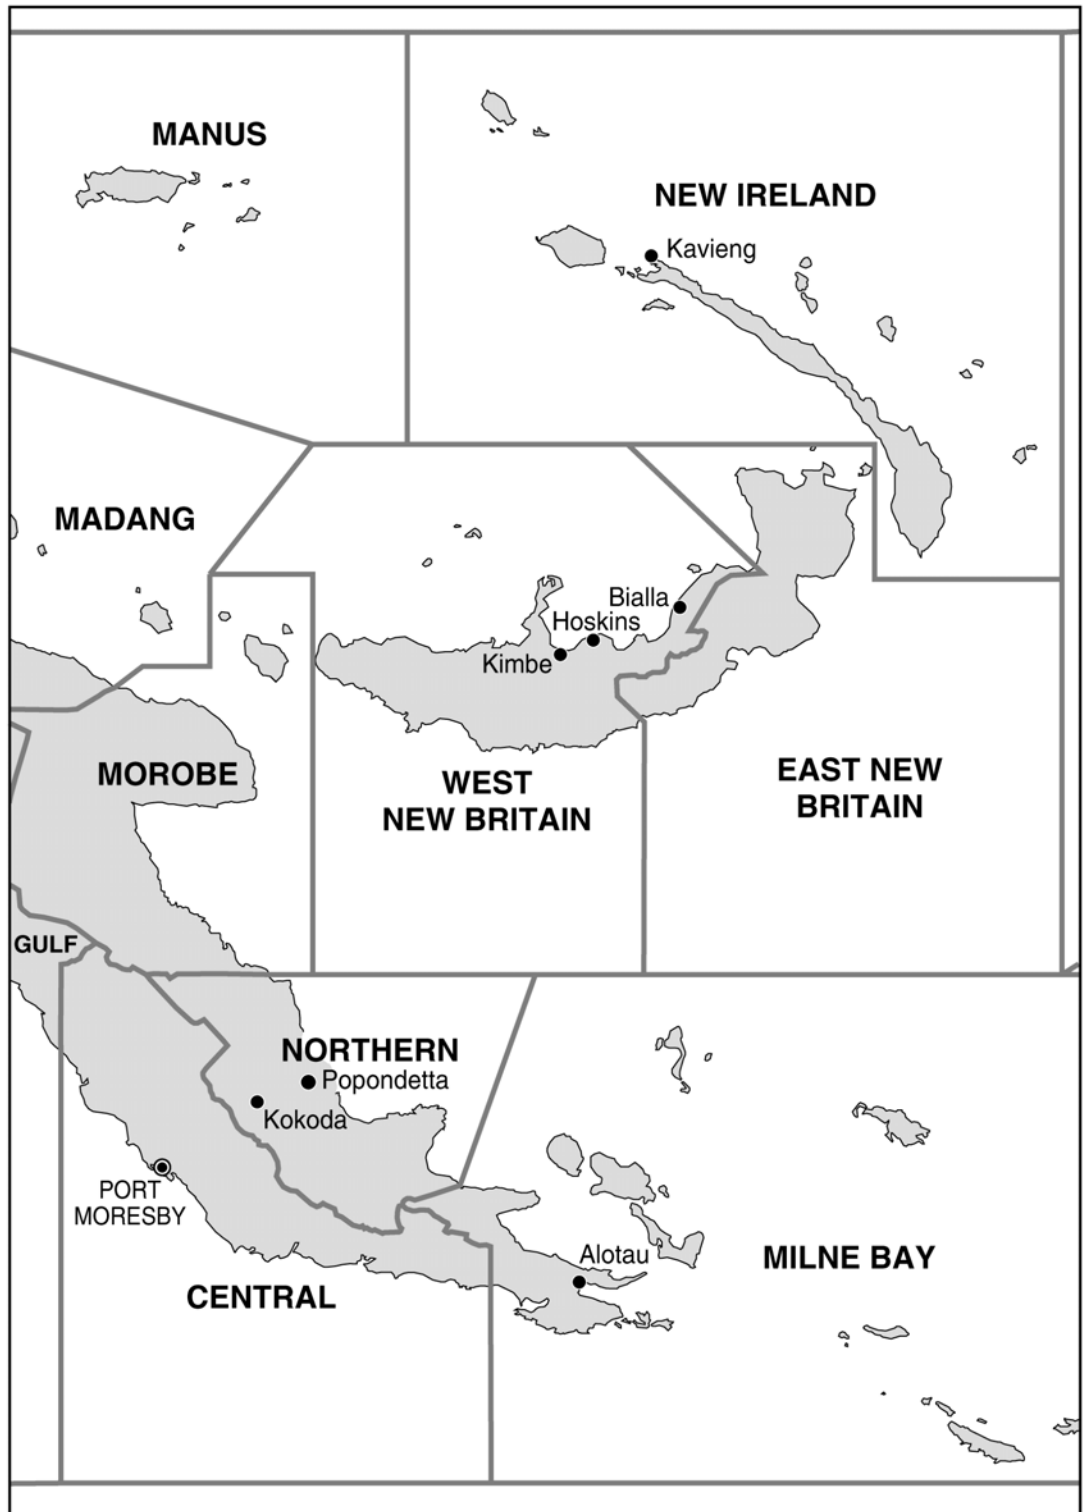 MANUS
NEW IRELAND
Kavieng
MADANG
Bialla
Hoskins
Kimbe
MOROBE
WEST
NEW BRITAIN
EAST NEW
BRITAIN
GULF
NORTHERN
Popondetta
Kokoda
PORT
MORESBY
Alotau
MILNE BAY
CENTRAL